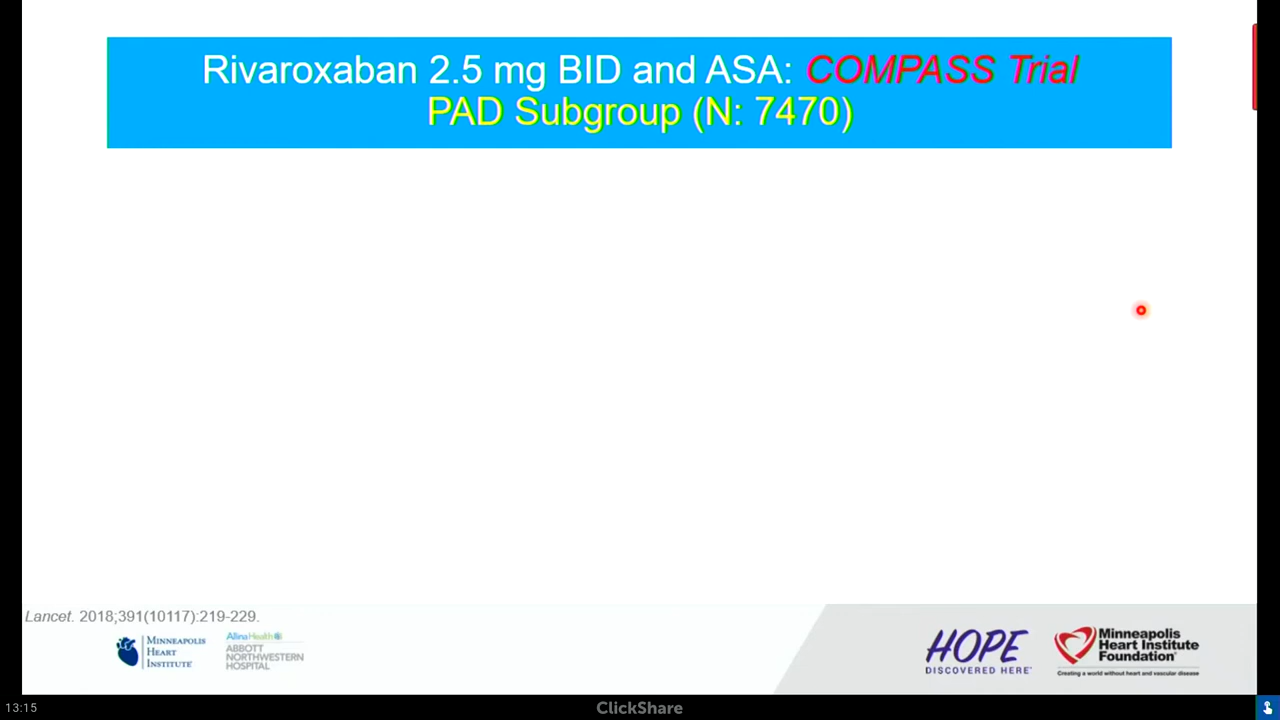 Rivaroxaban 2.5 mg BID and ASA: COMPASS Trial
PAD Subgroup (N: 7470)
Lancet. 2018;391(10117):219-229.
MINNEAPOLIS
HEART
INSTITUTE
Allina Health
ABBOTT
NORTHWESTERN
HOSPITAL
HOPE
DISCOVERED HERE™
Minneapolis
Heart Institute
Foundation®
Creating a world without heart and vascular disease
13:15
ClickShare